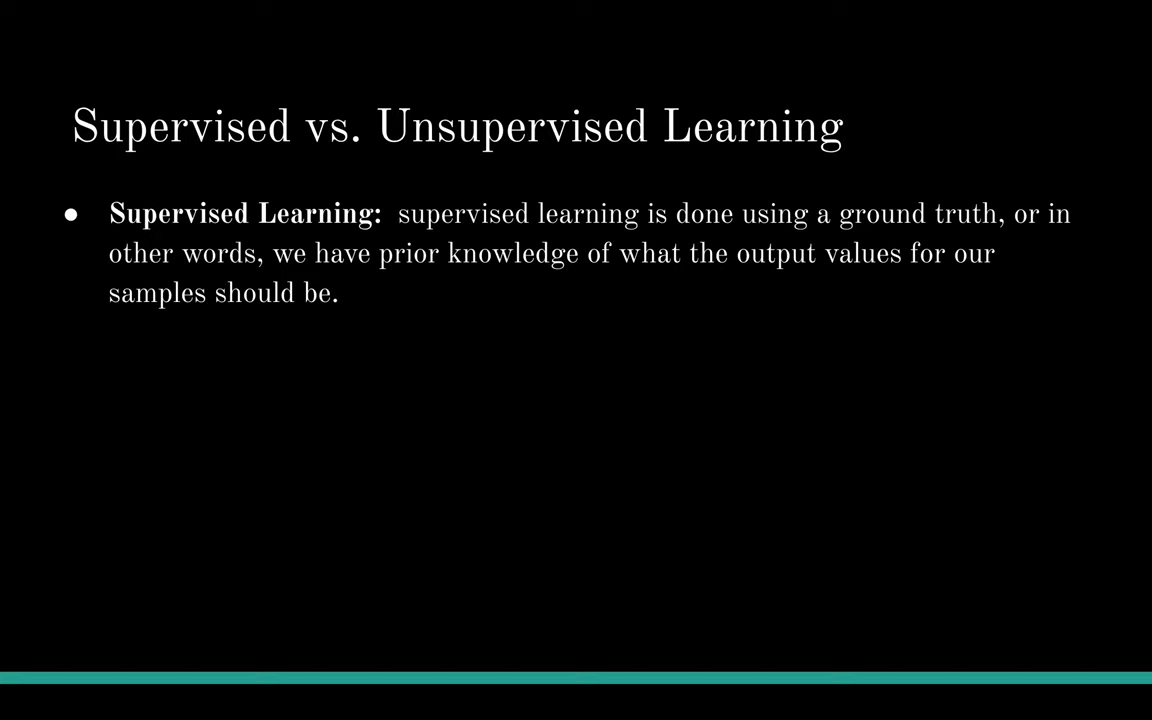 Supervised vs. Unsupervised Learning
● Supervised Learning:  supervised learning is done using a ground truth, or in
other words, we have prior knowledge of what the output values for our
samples should be.